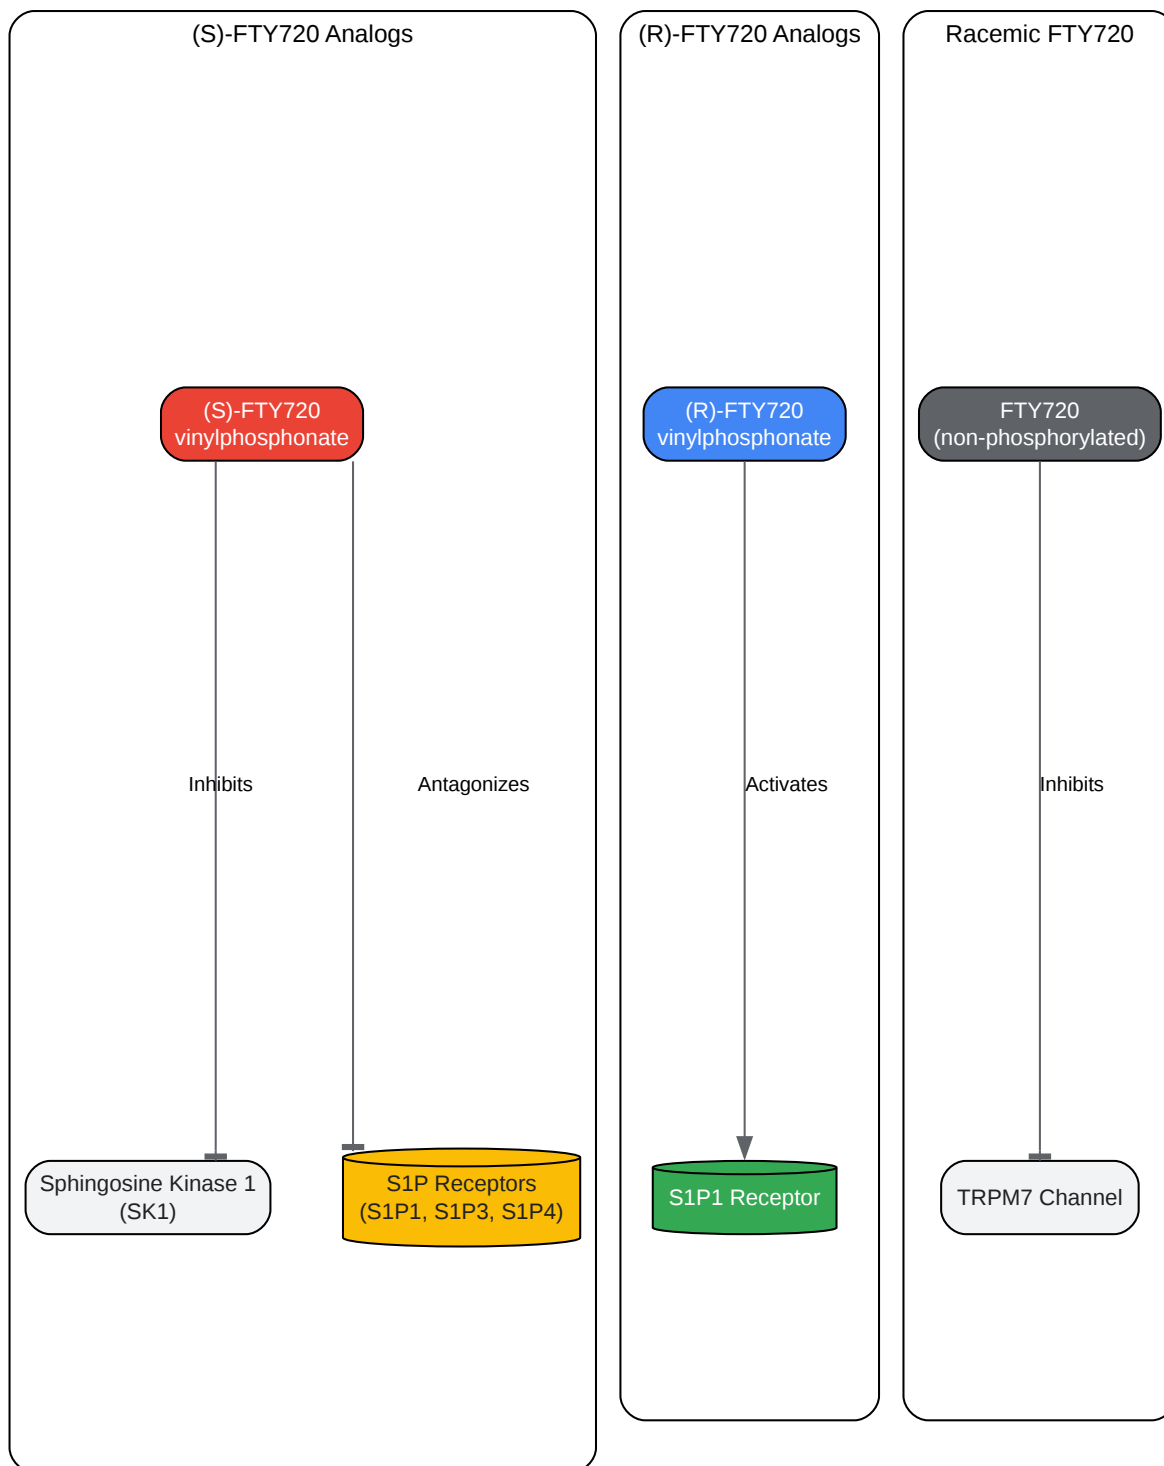 (S)-FTY720 Analogs
(S)-FTY720
vinylphosphonate
Inhibits
Antagonizes
Sphingosine Kinase 1
(SK1)
S1P Receptors
(S1P1, S1P3, S1P4)
(R)-FTY720 Analogs
(R)-FTY720
vinylphosphonate
Activates
S1P1 Receptor
Racemic FTY720
FTY720
(non-phosphorylated)
Inhibits
TRPM7 Channel